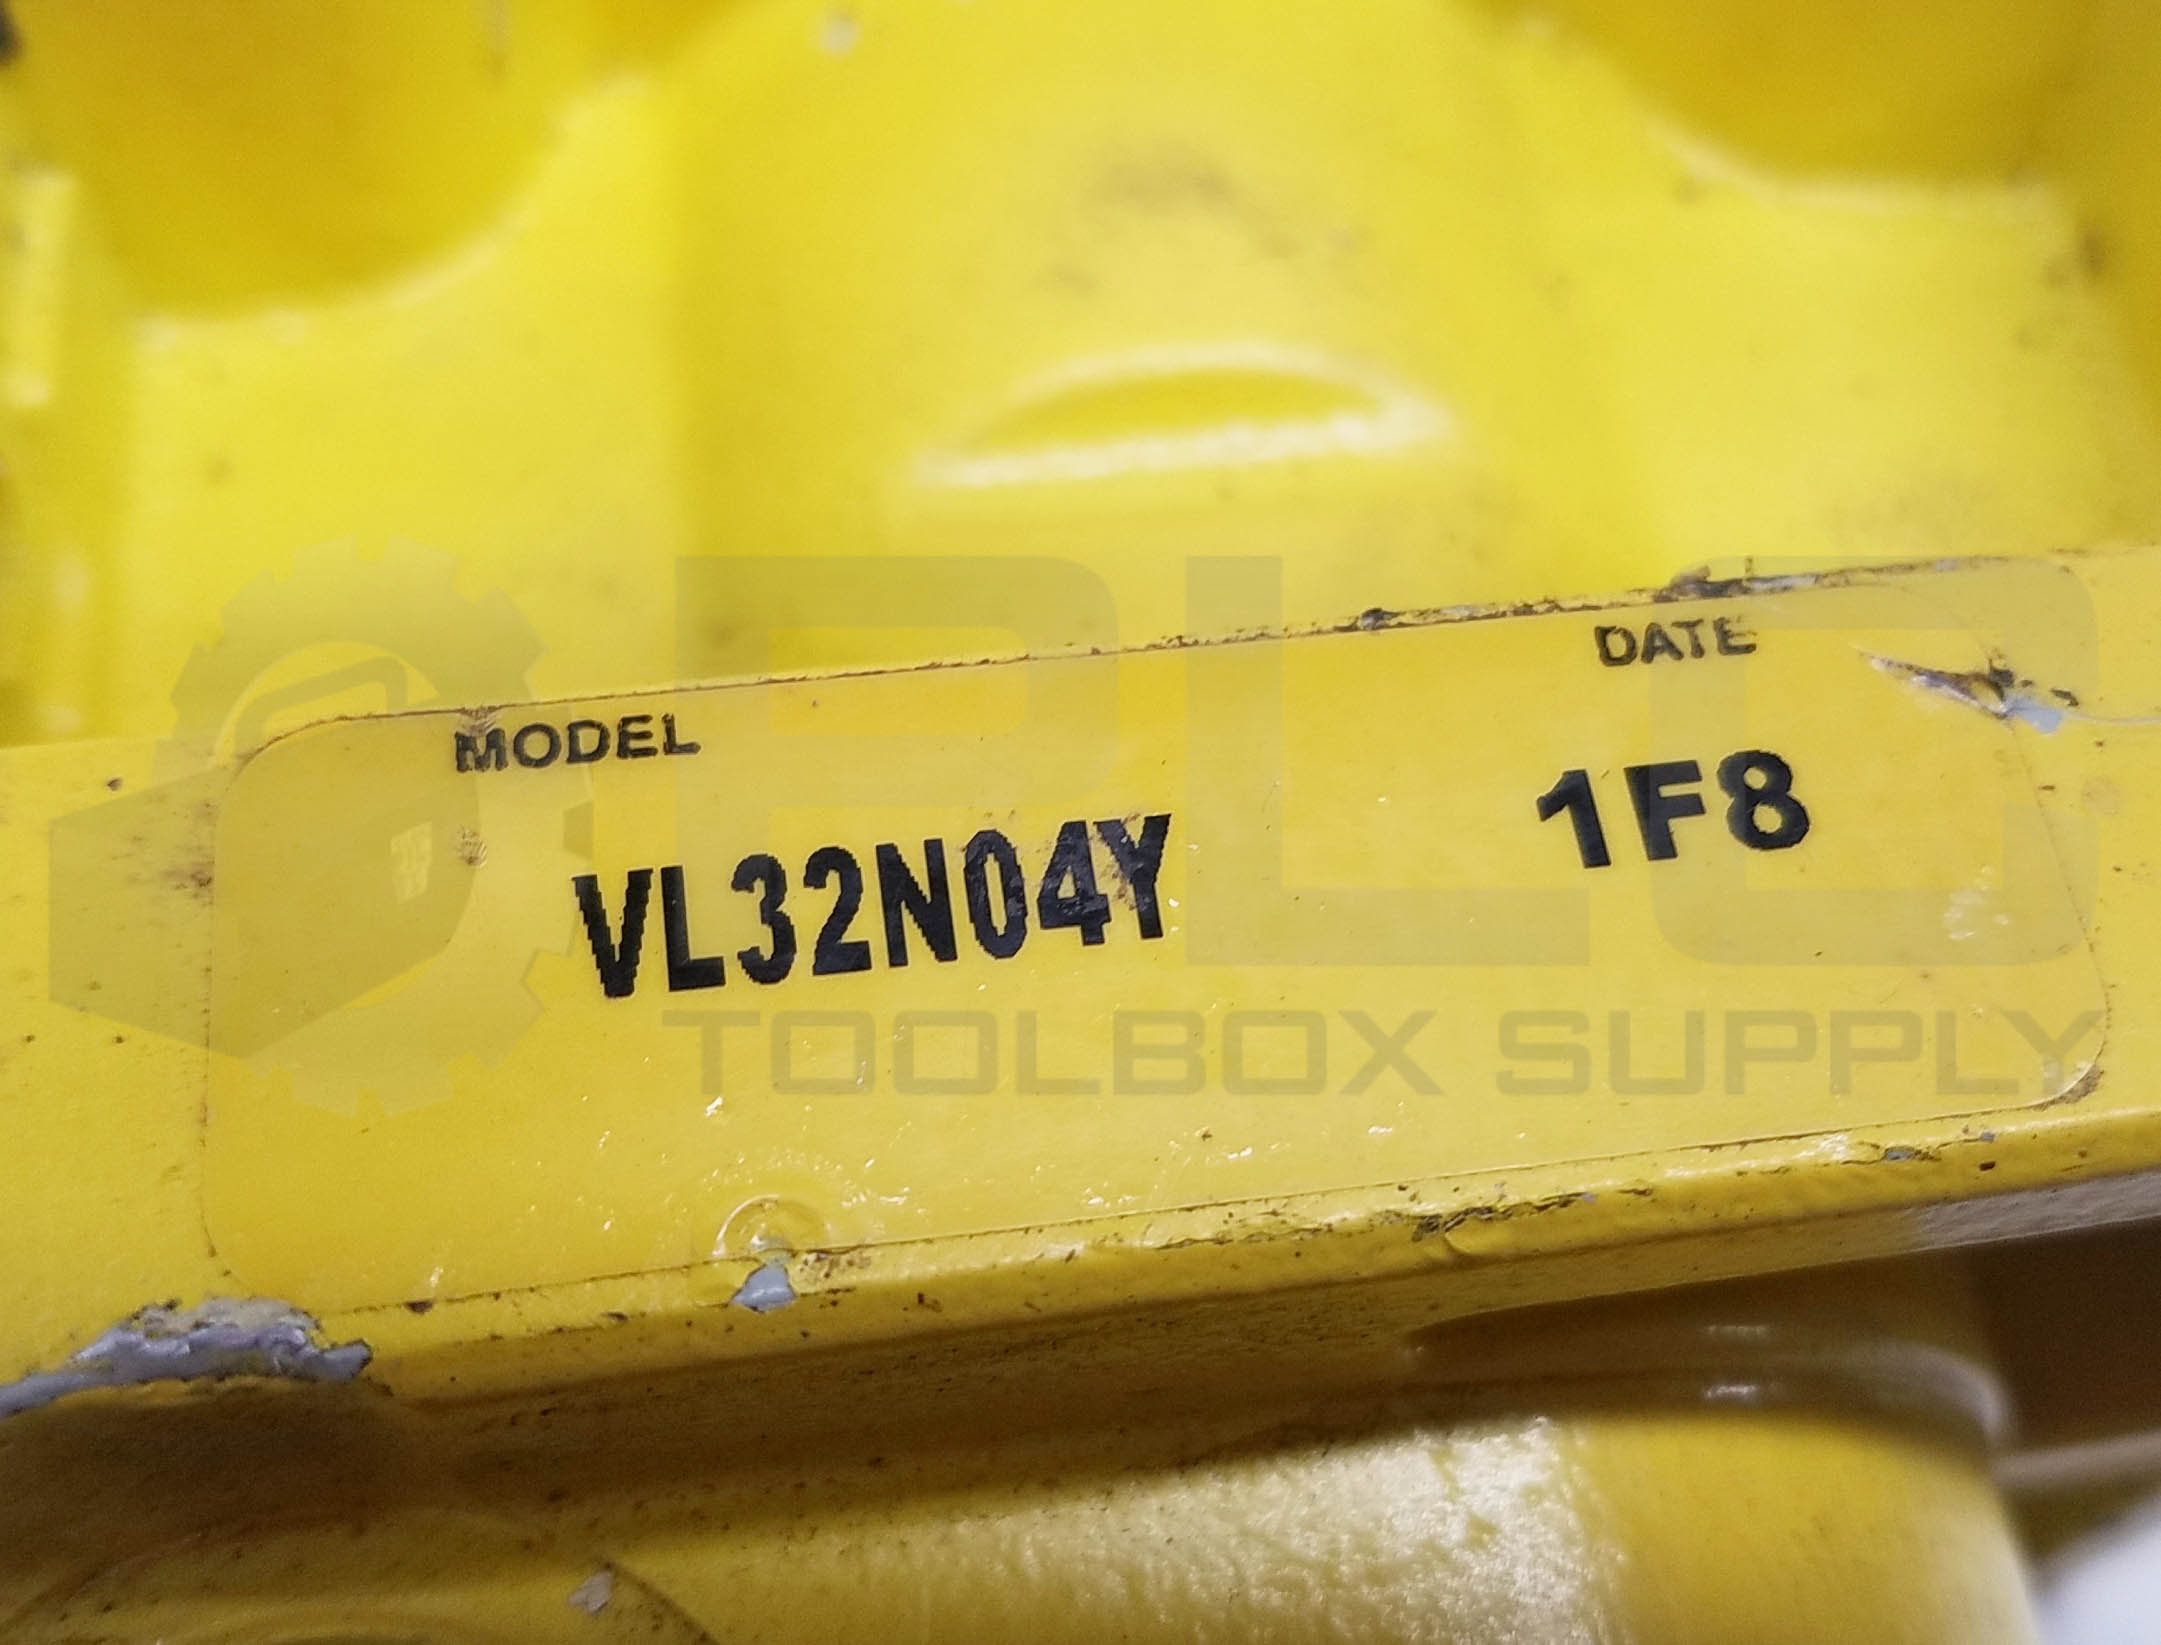 MODEL DATE
VL32N04Y 1F8
PLC
TOOLBOX SUPPLY